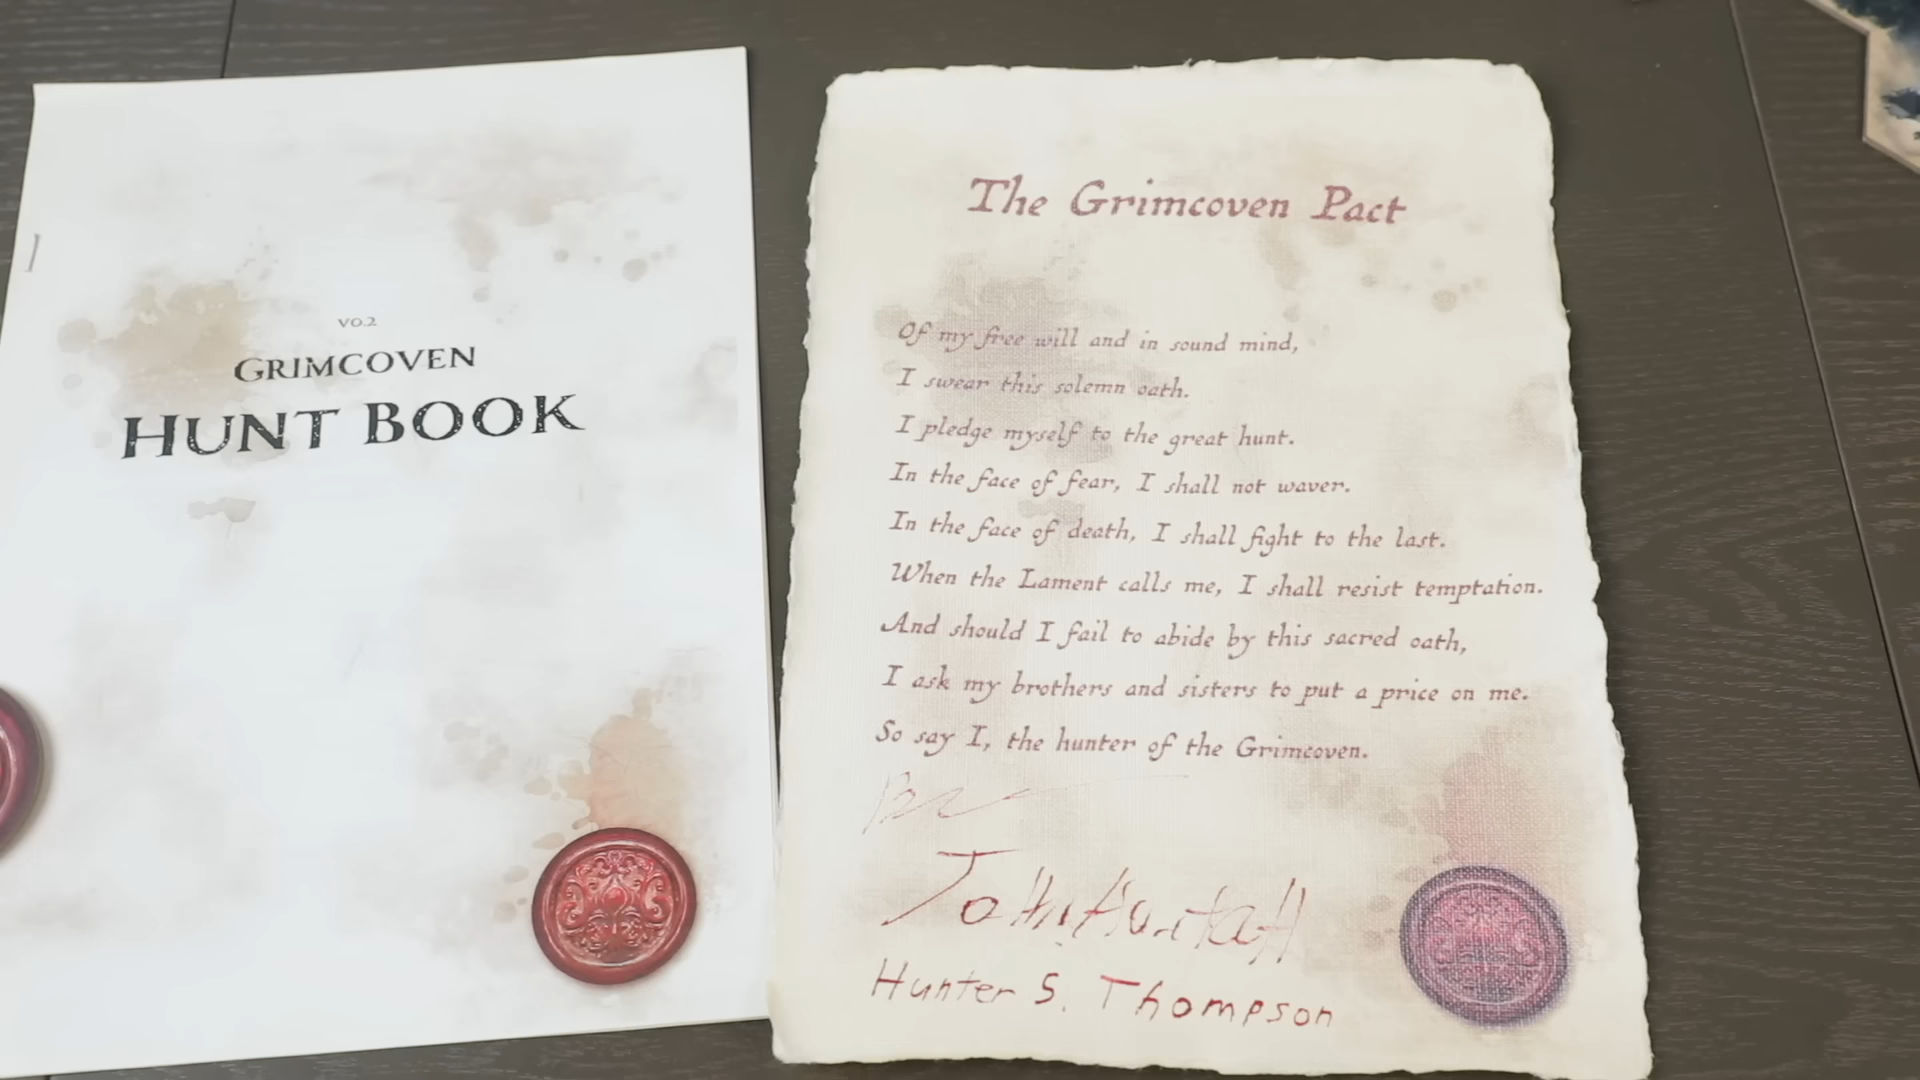 V0.2
GRIMCOVEN
HUNT BOOK
The Grimcoven Pact
Of my free will and in sound mind,
I swear this solemn oath.
I pledge myself to the great hunt.
In the face of fear, I shall not waver.
In the face of death, I shall fight to the last.
When the Lament calls me, I shall resist temptation.
And should I fail to abide by this sacred oath,
I ask my brothers and sisters to put a price on me.
So say I, the hunter of the Grimcoven.
Hunter S. Thompson